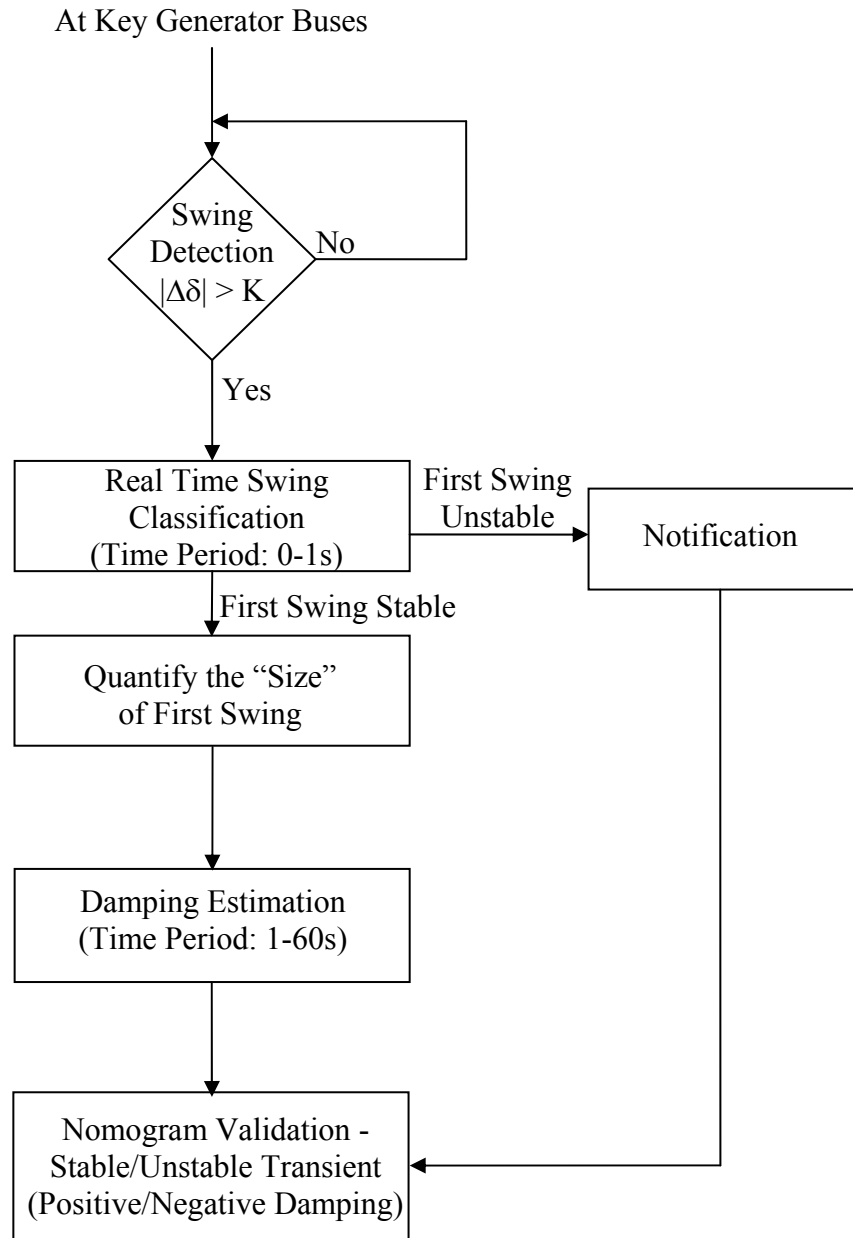 At Key Generator Buses
Swing
Detection
|Δδ| > K
No
Yes
Real Time Swing
Classification
(Time Period: 0-1s)
First Swing
Unstable
Notification
First Swing Stable
Quantify the “Size”
of First Swing
Damping Estimation
(Time Period: 1-60s)
Nomogram Validation -
Stable/Unstable Transient
(Positive/Negative Damping)